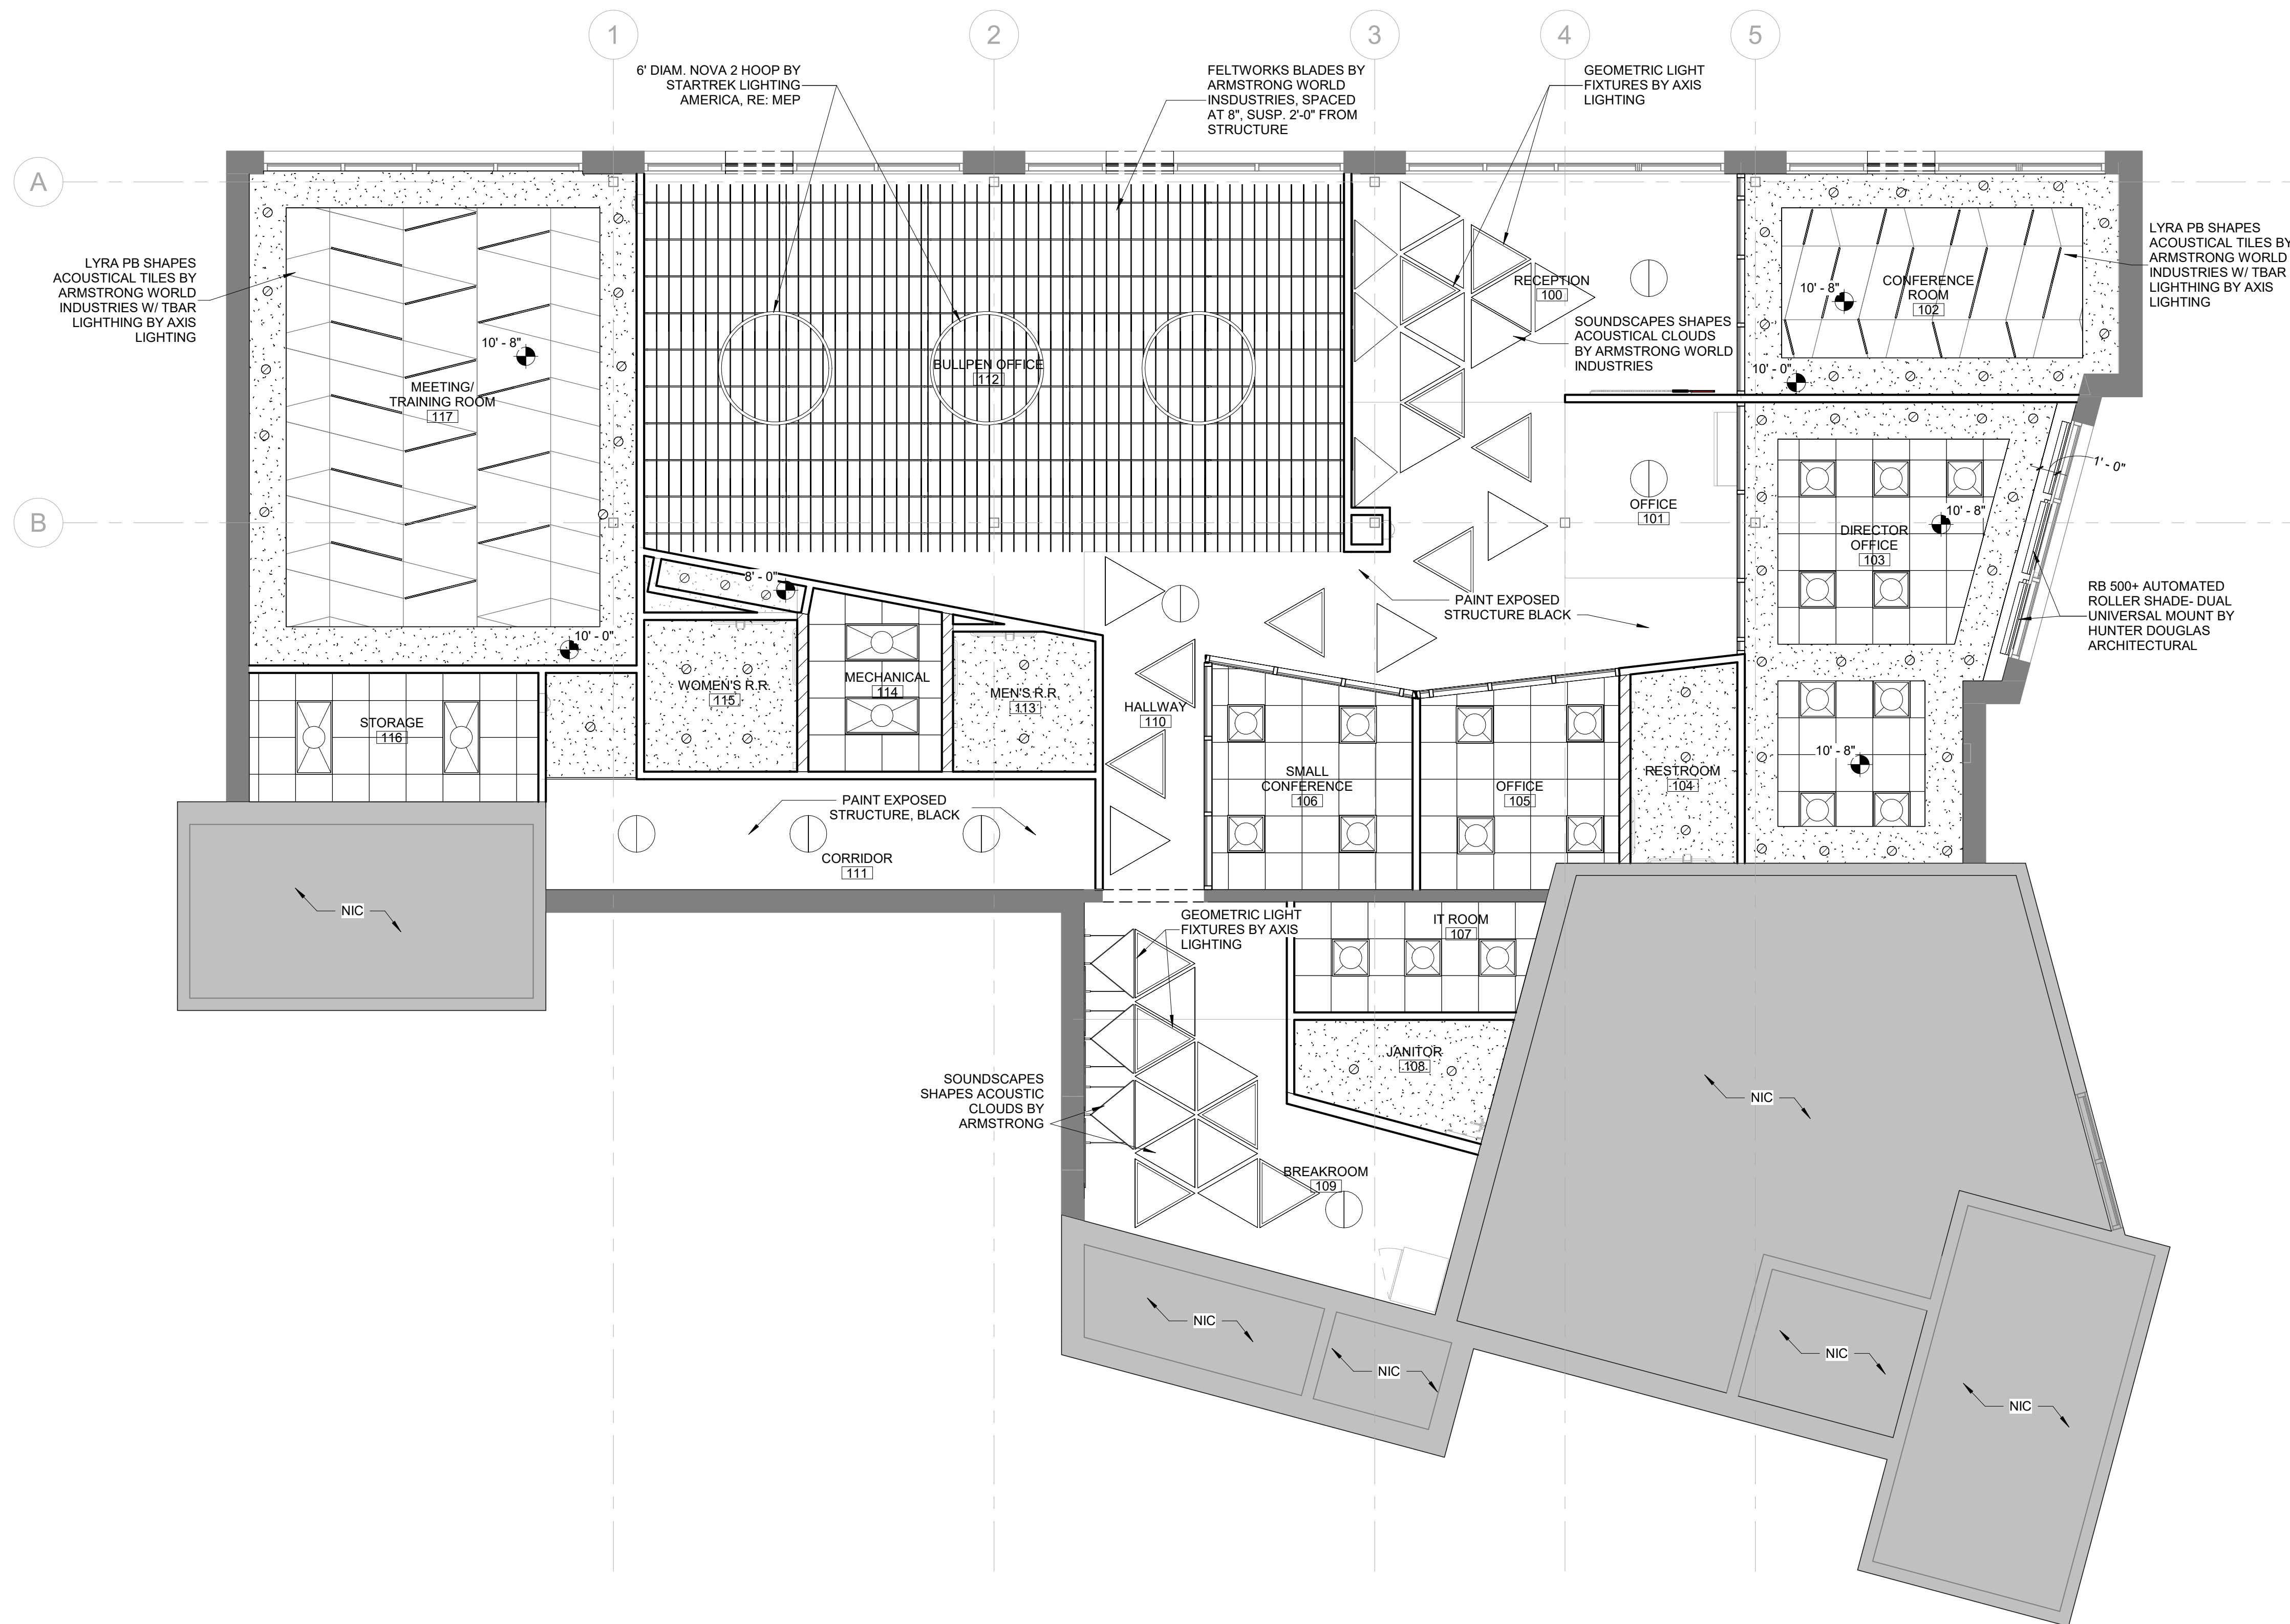 1
2
3
4
5
A
B
6' DIAM. NOVA 2 HOOP BY
STARTREK LIGHTING
AMERICA, RE: MEP
FELTWORKS BLADES BY
ARMSTRONG WORLD
INSDUSTRIES, SPACED
AT 8", SUSP. 2'-0" FROM
STRUCTURE
GEOMETRIC LIGHT
FIXTURES BY AXIS
LIGHTING
LYRA PB SHAPES
ACOUSTICAL TILES BY
ARMSTRONG WORLD
INDUSTRIES W/ TBAR
LIGHTHING BY AXIS
LIGHTING
LYRA PB SHAPES
ACOUSTICAL TILES BY
ARMSTRONG WORLD
INDUSTRIES W/ TBAR
LIGHTHING BY AXIS
LIGHTING
10' - 8"
MEETING/
TRAINING ROOM
117
10' - 0"
BULLPEN OFFICE
112
RECEPTION
100
SOUNDSCAPES SHAPES
ACOUSTICAL CLOUDS
BY ARMSTRONG WORLD
INDUSTRIES
10' - 8"
CONFERENCE
ROOM
102
10' - 0"
1' - 0"
OFFICE
101
10' - 8"
DIRECTOR
OFFICE
103
RB 500+ AUTOMATED
ROLLER SHADE- DUAL
UNIVERSAL MOUNT BY
HUNTER DOUGLAS
ARCHITECTURAL
8' - 0"
PAINT EXPOSED
STRUCTURE BLACK
WOMEN'S R.R.
115
MECHANICAL
114
MEN'S R.R.
113
HALLWAY
110
STORAGE
116
SMALL
CONFERENCE
106
OFFICE
105
RESTROOM
104
10' - 8"
PAINT EXPOSED
STRUCTURE, BLACK
CORRIDOR
111
NIC
GEOMETRIC LIGHT
FIXTURES BY AXIS
LIGHTING
IT ROOM
107
JANITOR
108
SOUNDSCAPES
SHAPES ACOUSTIC
CLOUDS BY
ARMSTRONG
NIC
BREAKROOM
109
NIC
NIC
NIC
NIC